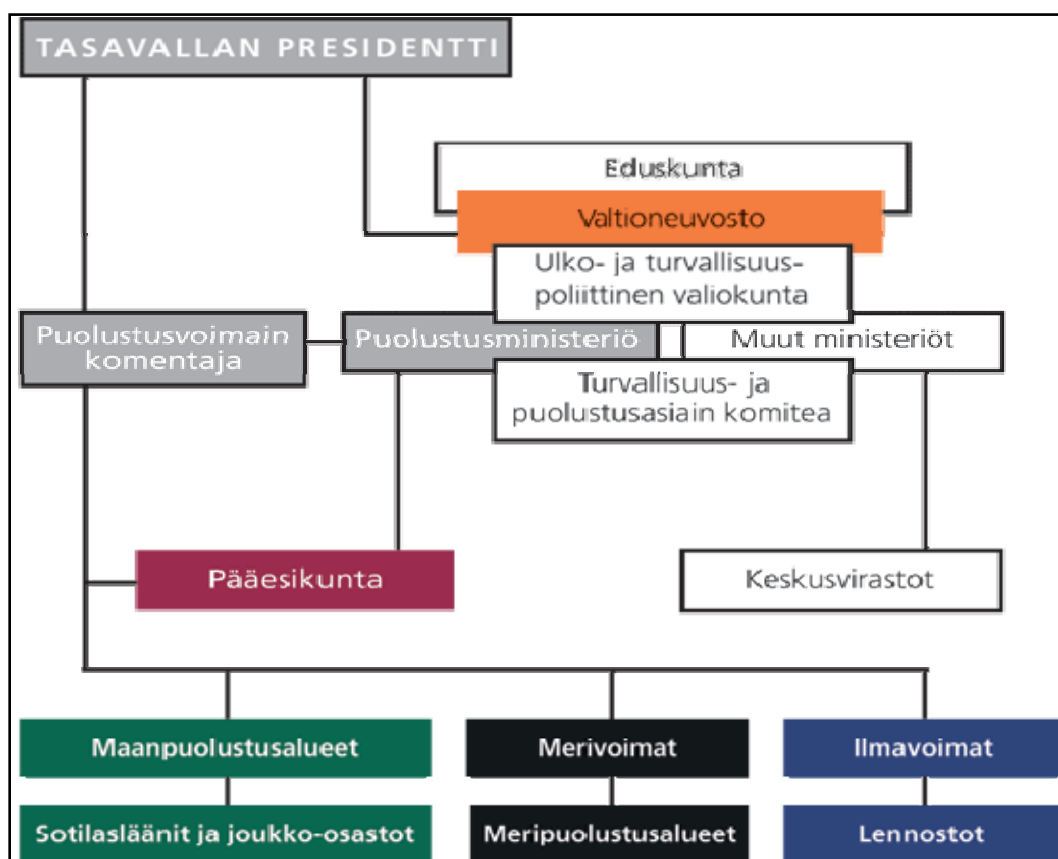 TASAVALLAN PRESIDENTTI
Eduskunta
Valtioneuvosto
Ulko- ja turvallisuus-
poliittinen valiokunta
Puolustusvoimain
komentaja
Puolustusministeriö
Muut ministeriöt
Turvallisuus- ja
puolustusasiain komitea
Pääesikunta
Keskusvirastot
Maanpuolustusalueet
Merivoimat
Ilmavoimat
Sotilasläänit ja joukko-osastot
Meripuolustusalueet
Lennostot